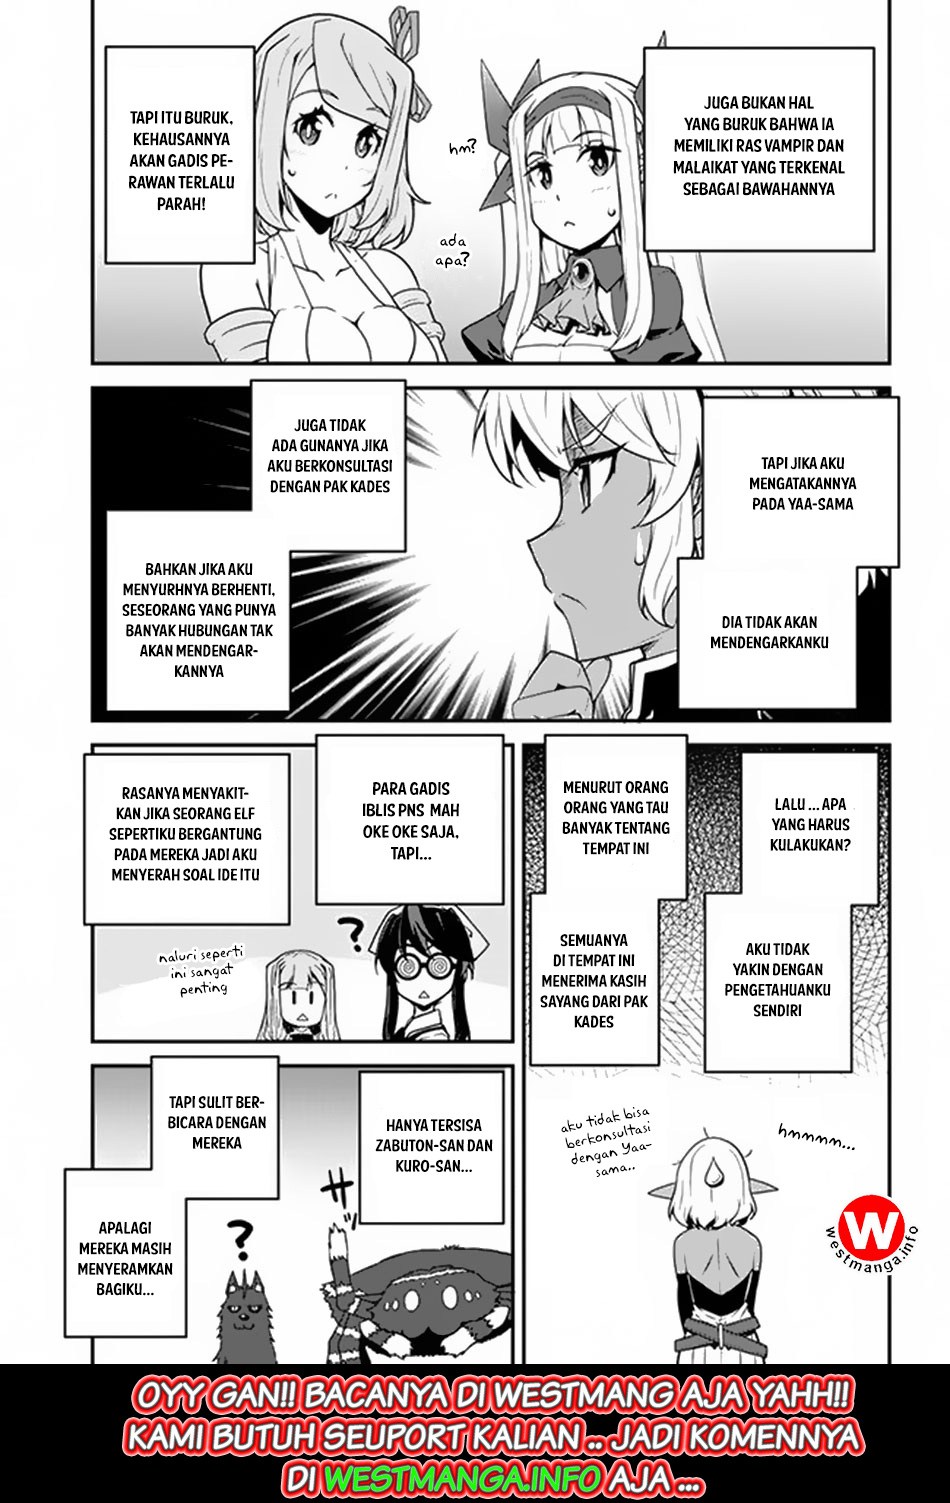 JUGA BUKAN HAL
YANG BURUK BAHWA IA
MEMILIKI RAS VAMPIR DAN
MALAIKAT YANG TERKENAL
SEBAGAI BAWAHANNYA
hm?
ada
apa?
TAPI ITU BURUK,
KEHAUSANNYA
AKAN GADIS PE-
RAWAN TERLALU
PARAH!
TAPI JIKA AKU
MENGATAKANNYA
PADA YAA-SAMA
DIA TIDAK AKAN
MENDENGARKANKU
JUGA TIDAK
ADA GUNANYA JIKA
AKU BERKONSULTASI
DENGAN PAK KADES
BAHKAN JIKA AKU
MENYURHNYA BERHENTI,
SESEORANG YANG PUNYA
BANYAK HUBUNGAN TAK
AKAN MENDENGAR-
KANNYA
LALU ... APA
YANG HARUS
KULAKUKAN?
AKU TIDAK
YAKIN DENGAN
PENGETAHUANKU
SENDIRI
MENURUT ORANG
ORANG YANG TAU
BANYAK TENTANG
TEMPAT INI
SEMUANYA
DI TEMPAT INI
MENERIMA KASIH
SAYANG DARI PAK
KADES
hmmmm...
aku tidak bisa
berkonsultasi
dengan Yaa-
sama..
PARA GADIS
IBLIS PNS MAH
OKE OKE SAJA,
TAPI...
RASANYA MENYAKIT-
KAN JIKA SEORANG ELF
SEPERTIKU BERGANTUNG
PADA MEREKA JADI AKU
MENYERAH SOAL IDE ITU
?
naluri seperti
ini sangat
penting
HANYA TERSISA
ZABUTON-SAN DAN
KURO-SAN...
TAPI SULIT BER-
BICARA DENGAN
MEREKA
APALAGI
MEREKA MASIH
MENYERAMKAN
BAGIKU...
?
W
westmanga.info
OYY GAN!! BACANYA DI WESTMANG AJA YAHH!!
KAMI BUTUH SEUPORT KALIAN .. JADI KOMENNYA
DI WESTMANGA.INFO AJA ...